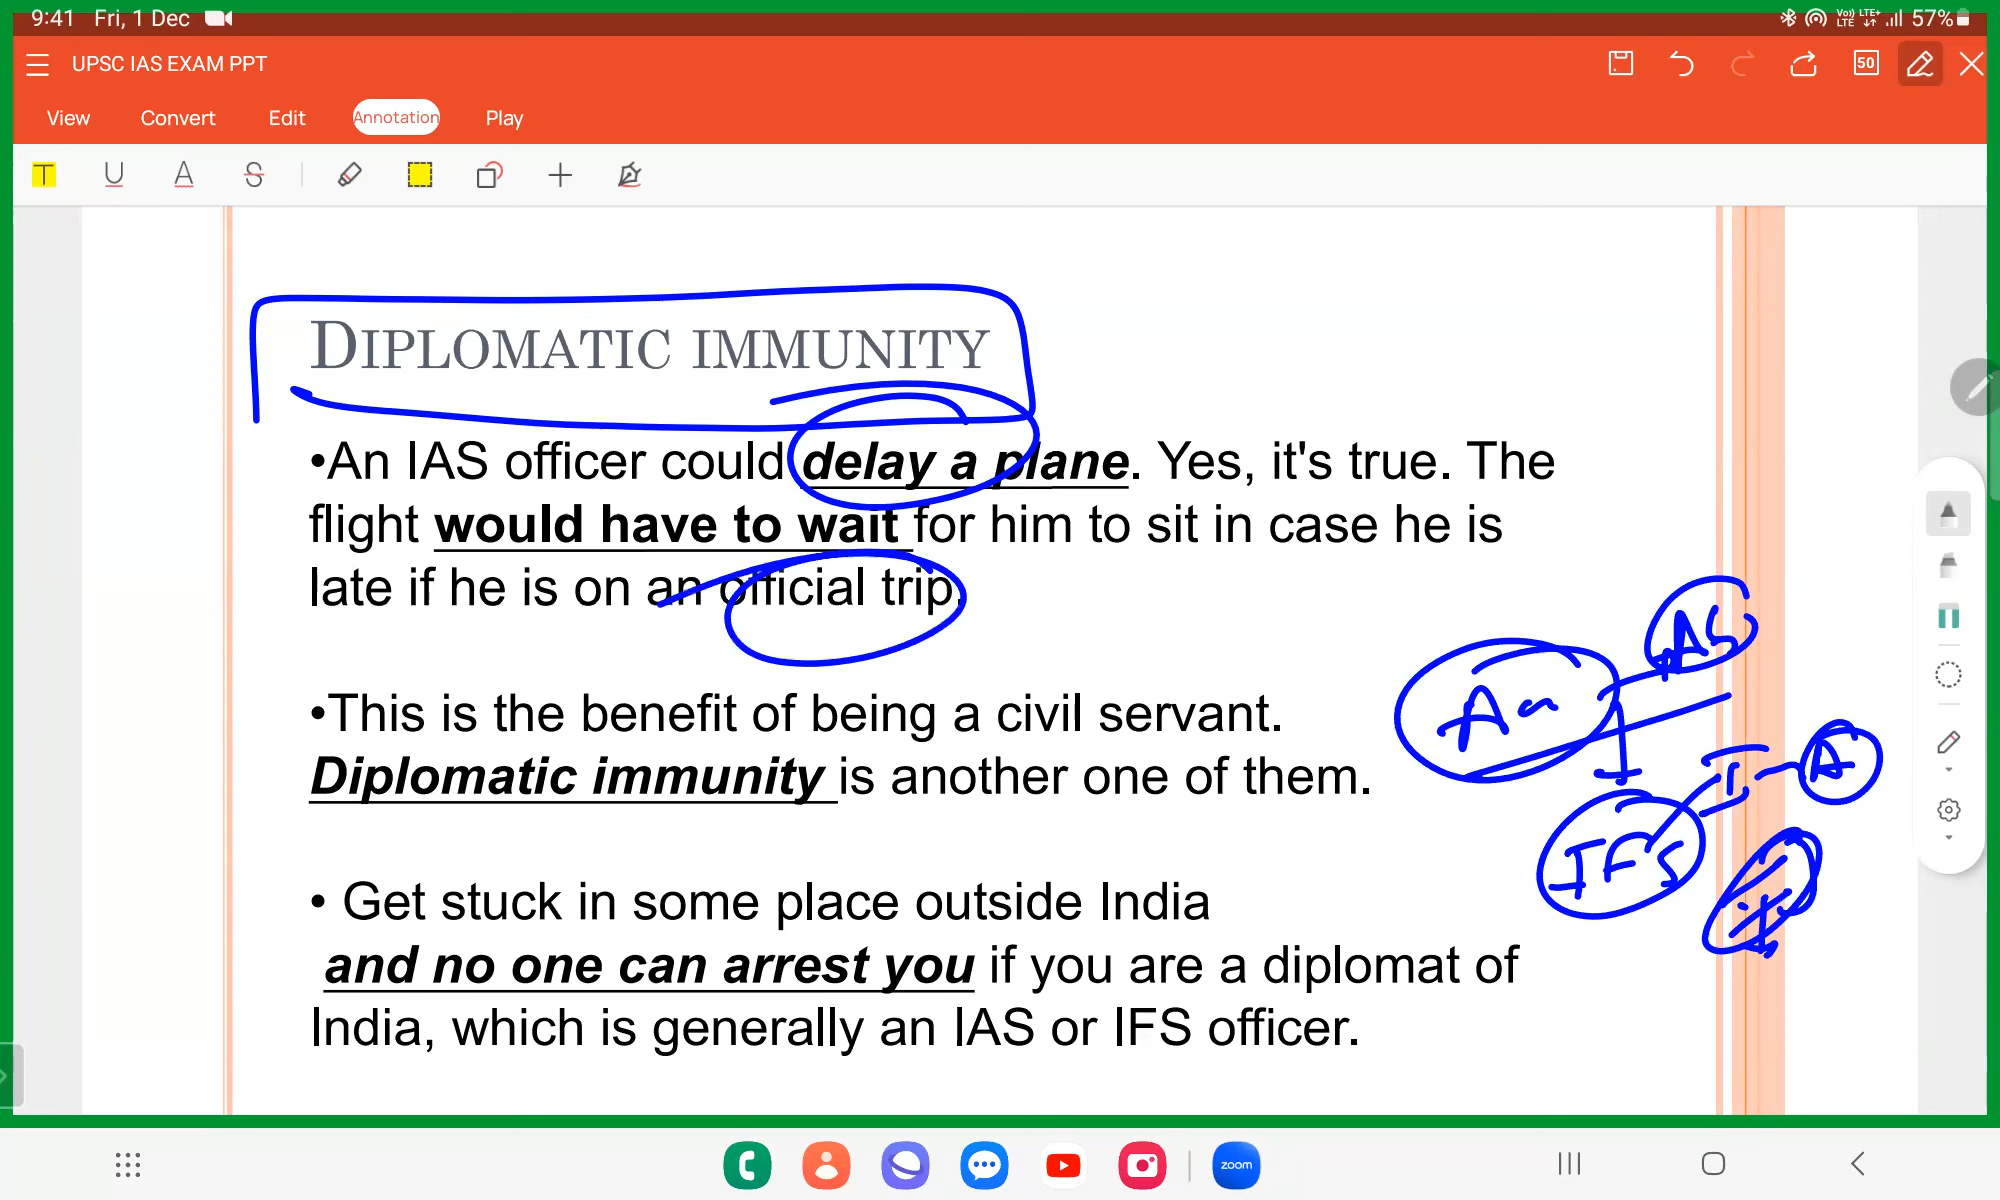 9:41 Fri, 1 Dec
Vo) LTE LTE+ 57%
UPSC IAS EXAM PPT
50
View Convert Edit Annotation Play
T U A S
DIPLOMATIC IMMUNITY
•An IAS officer could delay a plane. Yes, it's true. The
flight would have to wait for him to sit in case he is
late if he is on an official trip.
IAS
•This is the benefit of being a civil servant.
Diplomatic immunity is another one of them.
A
IFS
• Get stuck in some place outside India
and no one can arrest you if you are a diplomat of
India, which is generally an IAS or IFS officer.
zoom